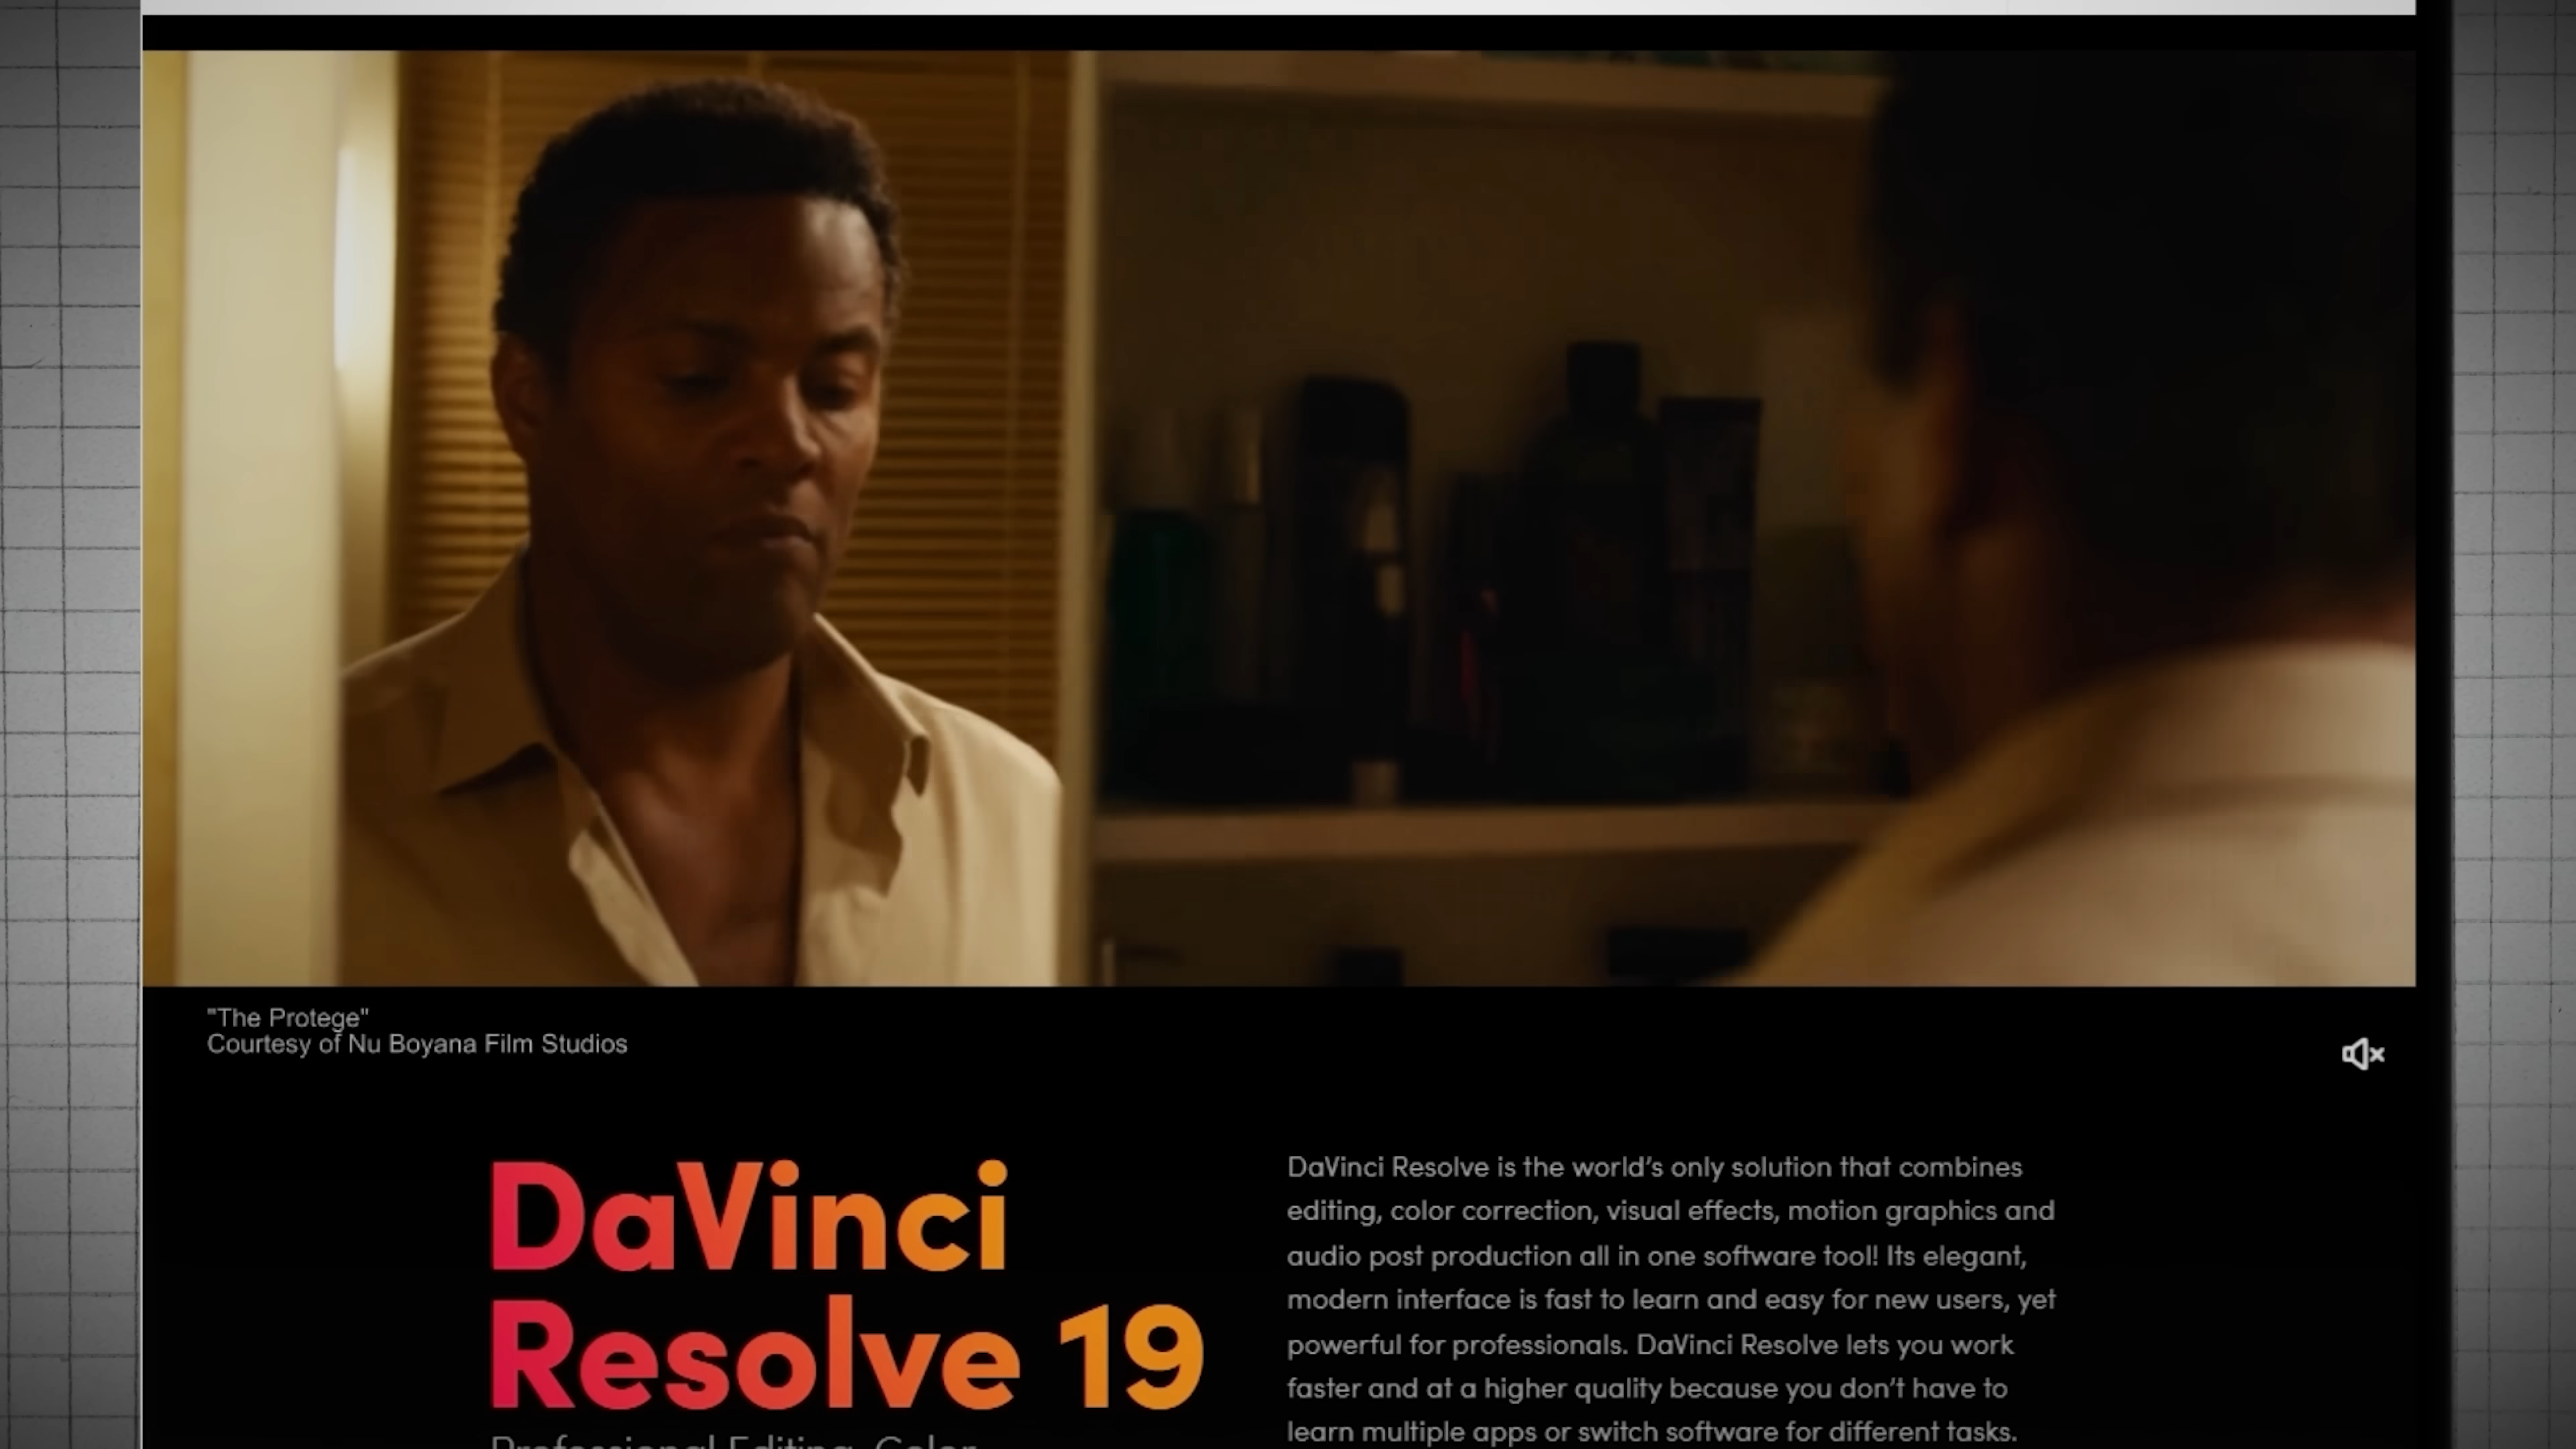 "The Protege"
Courtesy of Nu Boyana Film Studios
DaVinci
Resolve 19
Professional Editing, Color
DaVinci Resolve is the world's only solution that combines
editing, color correction, visual effects, motion graphics and
audio post production all in one software tool! Its elegant,
modern interface is fast to learn and easy for new users, yet
powerful for professionals. DaVinci Resolve lets you work
faster and at a higher quality because you don't have to
learn multiple apps or switch software for different tasks.